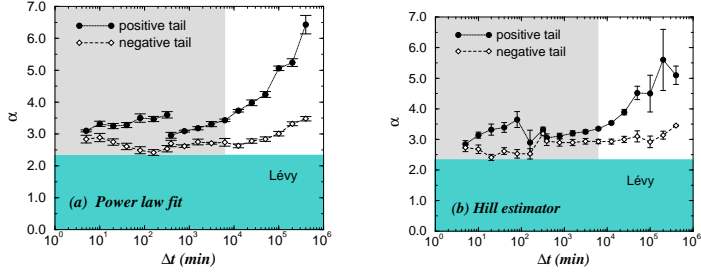 7.0
6.0
5.0
4.0
3.0
2.0
1.0
0.0
α
positive tail
negative tail
Lévy
(a) Power law fit
10^0 10^1 10^2 10^3 10^4 10^5 10^6
Δt (min)
7.0
6.0
5.0
4.0
3.0
2.0
1.0
0.0
α
positive tail
negative tail
Lévy
(b) Hill estimator
10^0 10^1 10^2 10^3 10^4 10^5 10^6
Δt (min)